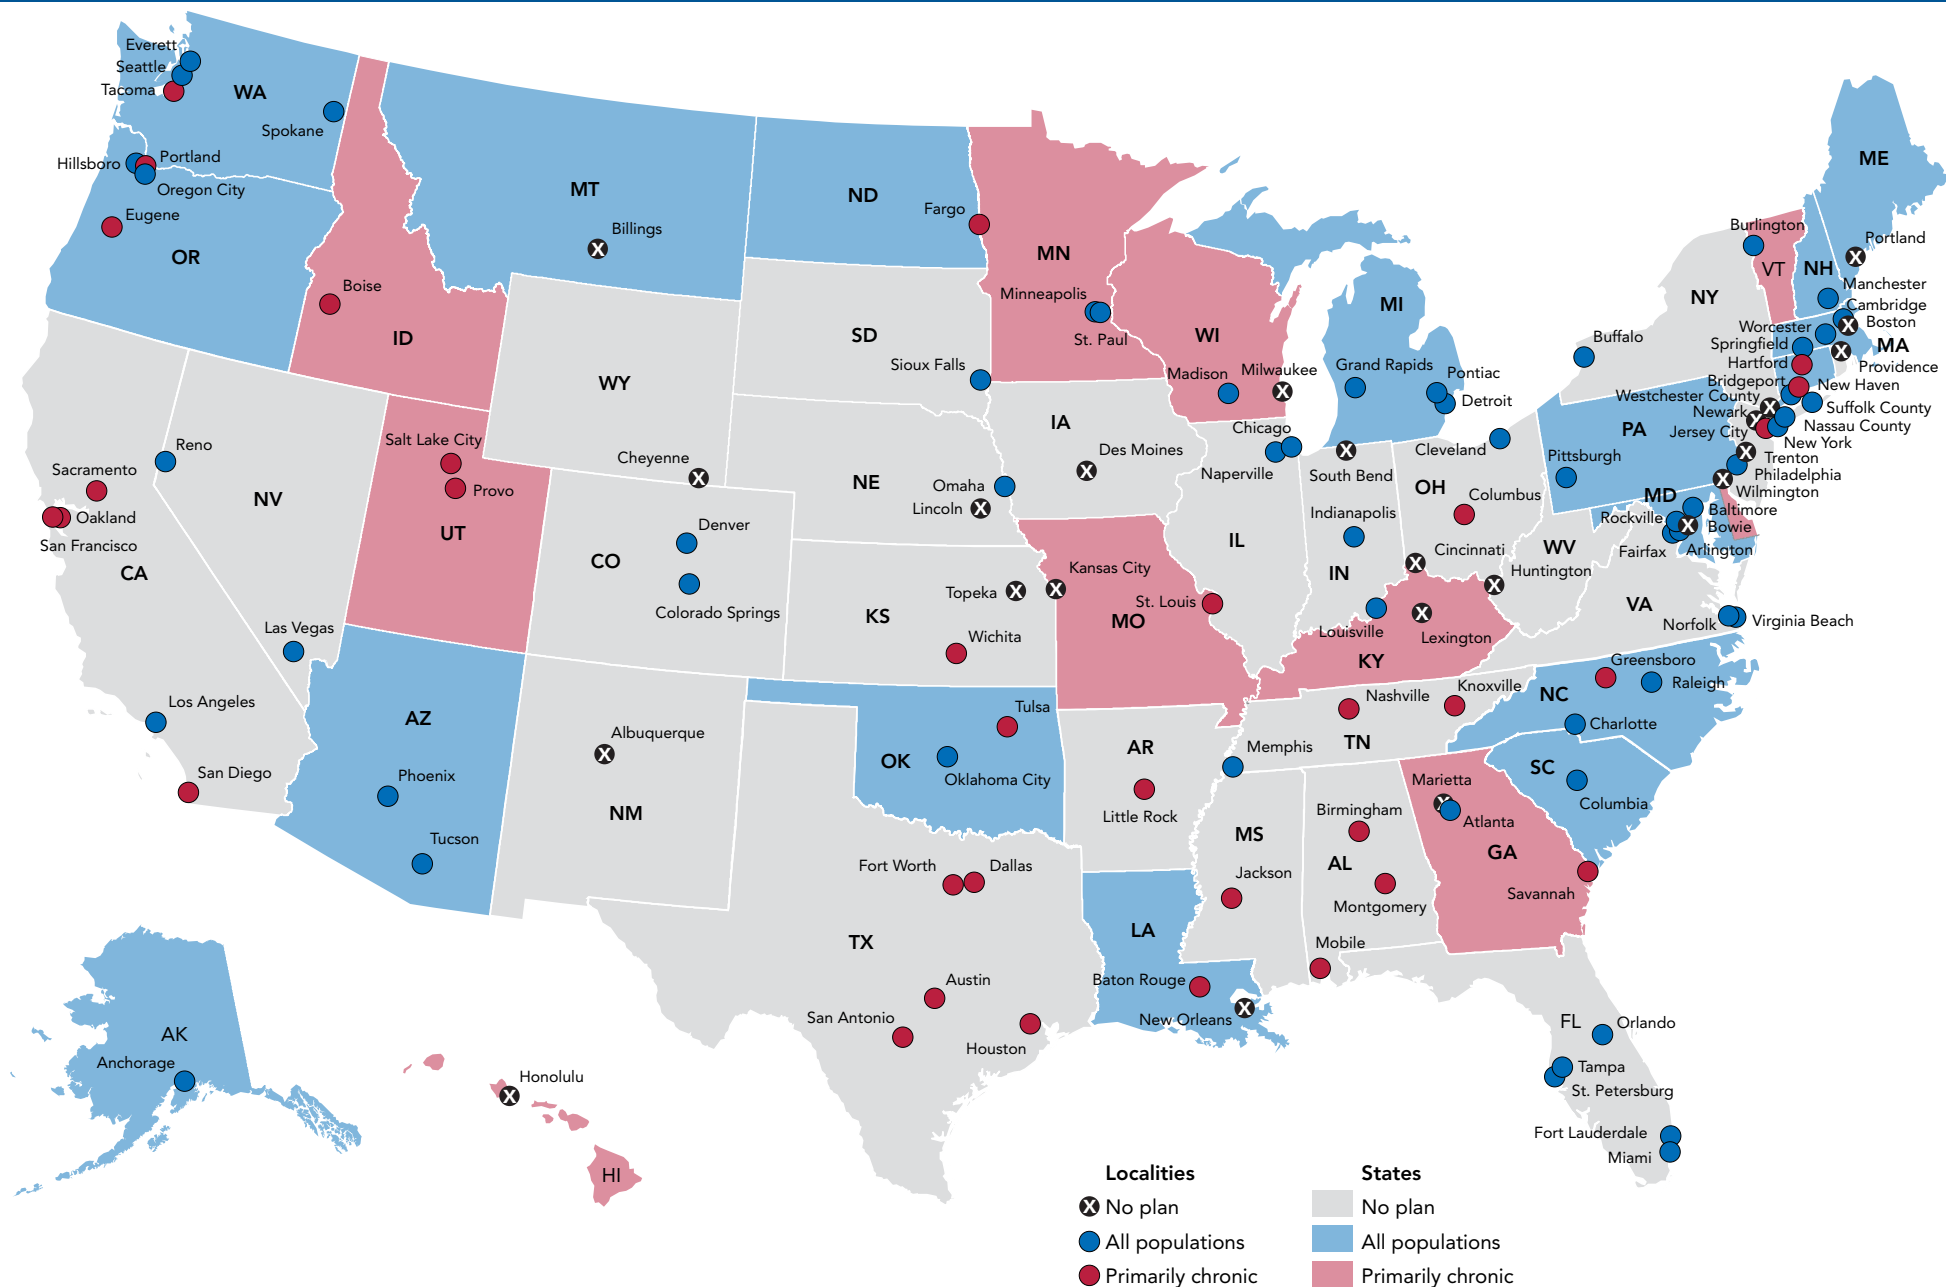 Everett
Seattle
Tacoma
WA
Spokane
Hillsboro
Portland
Oregon City
Eugene
OR
Boise
ID
MT
Billings
ND
Fargo
MN
Minneapolis
St. Paul
WI
Madison
Milwaukee
MI
Grand Rapids
Pontiac
Detroit
ME
Portland
Burlington
VT
NH
Manchester
Cambridge
Boston
Worcester
Springfield
MA
Hartford
Providence
Bridgeport
New Haven
Westchester County
Suffolk County
Newark
Nassau County
Jersey City
New York
Trenton
Philadelphia
Wilmington
NY
Buffalo
PA
Pittsburgh
MD
Baltimore
Rockville
Bowie
Fairfax
Arlington
SD
Sioux Falls
WY
Cheyenne
IA
Des Moines
NE
Omaha
Lincoln
Chicago
Naperville
IL
South Bend
Indianapolis
IN
Cleveland
OH
Columbus
Cincinnati
WV
Huntington
VA
Norfolk
Virginia Beach
Sacramento
Oakland
San Francisco
CA
Reno
NV
Las Vegas
Los Angeles
San Diego
Salt Lake City
Provo
UT
Denver
CO
Colorado Springs
KS
Topeka
Wichita
Kansas City
St. Louis
MO
Louisville
Lexington
KY
Greensboro
NC
Raleigh
Charlotte
Nashville
Knoxville
TN
Memphis
AZ
Phoenix
Tucson
Albuquerque
NM
Tulsa
OK
Oklahoma City
AR
Little Rock
SC
Columbia
Marietta
Atlanta
GA
Savannah
MS
Jackson
Birmingham
AL
Montgomery
Mobile
Fort Worth
Dallas
TX
Austin
San Antonio
Houston
LA
Baton Rouge
New Orleans
FL
Orlando
Tampa
St. Petersburg
Fort Lauderdale
Miami
AK
Anchorage
Honolulu
HI
Localities
X No plan
All populations
Primarily chronic
States
No plan
All populations
Primarily chronic